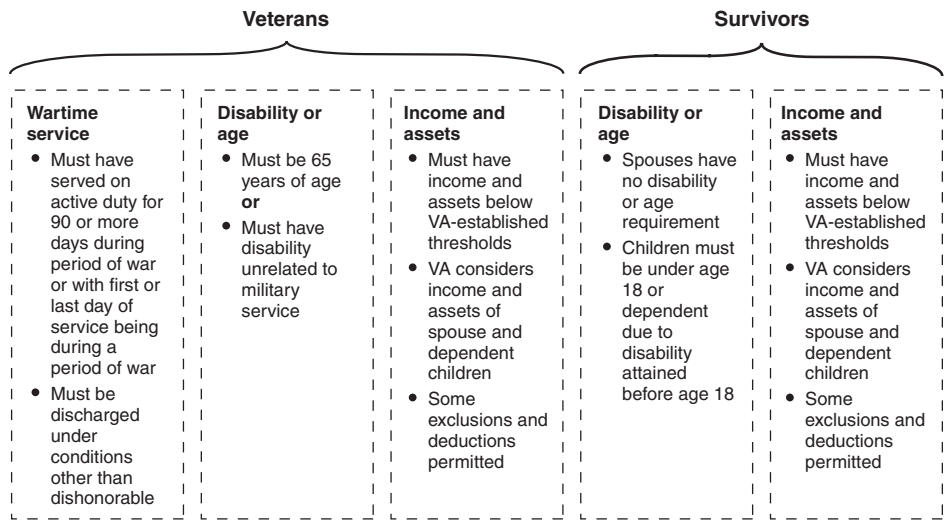 Veterans
Survivors
Wartime
service
• Must have
served on
active duty for
90 or more
days during
period of war
or with first or
last day of
service being
during a
period of war
• Must be
discharged
under
conditions
other than
dishonorable
Disability or
age
• Must be 65
years of age
or
• Must have
disability
unrelated to
military
service
Income and
assets
• Must have
income and
assets below
VA-established
thresholds
• VA considers
income and
assets of
spouse and
dependent
children
• Some
exclusions and
deductions
permitted
Disability or
age
• Spouses have
no disability
or age
requirement
• Children must
be under age
18 or
dependent
due to
disability
attained
before age 18
Income and
assets
• Must have
income and
assets below
VA-established
thresholds
• VA considers
income and
assets of
spouse and
dependent
children
• Some
exclusions and
deductions
permitted